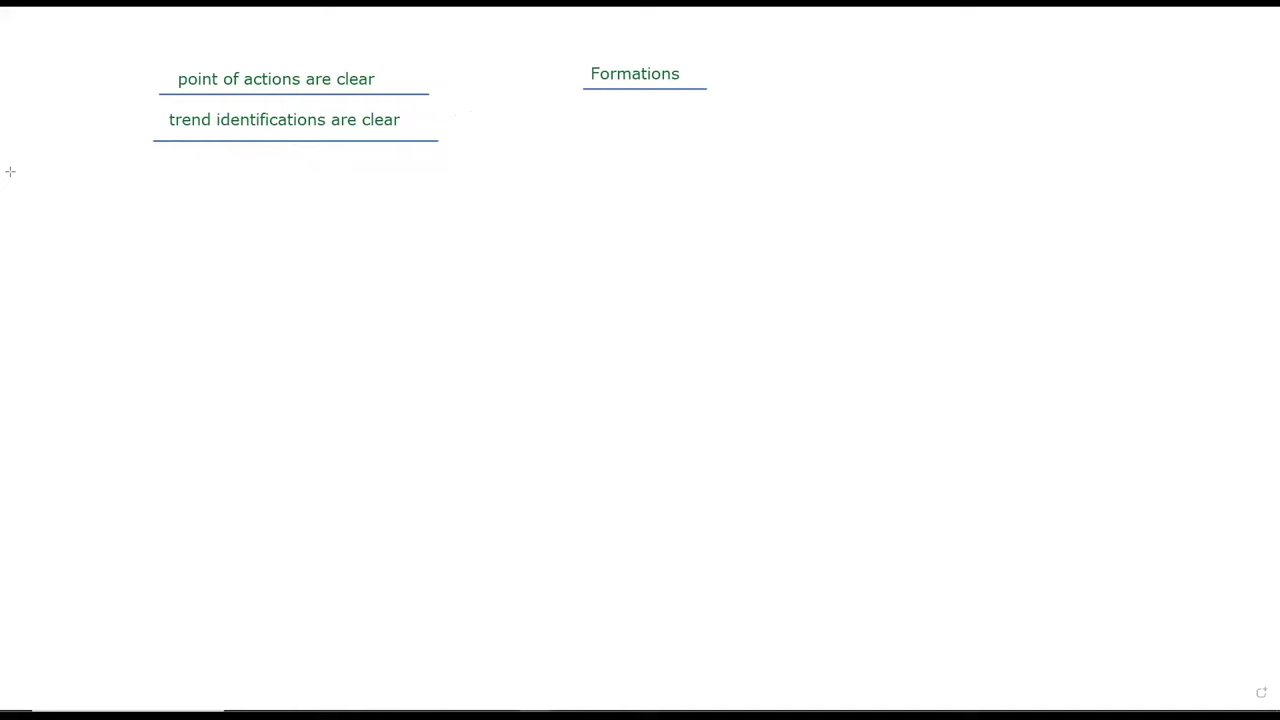 point of actions are clear
trend identifications are clear
Formations